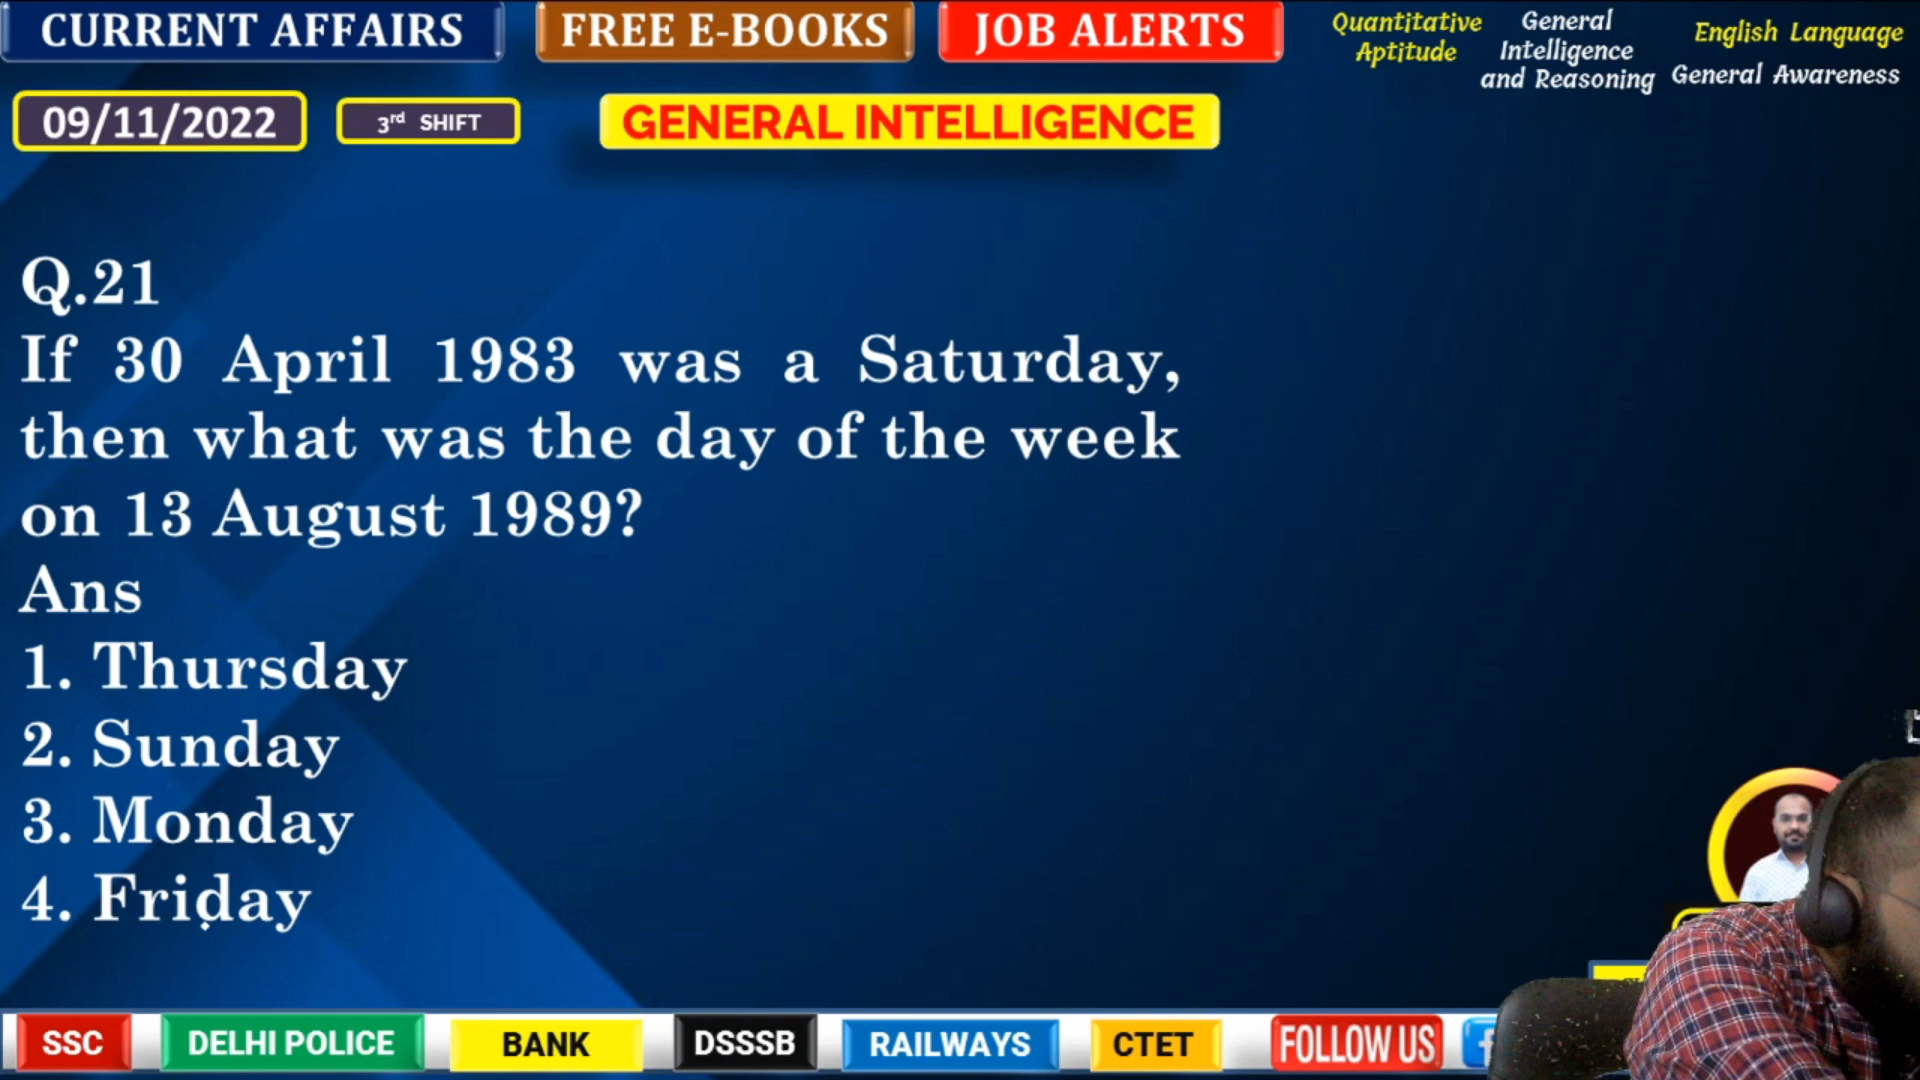 CURRENT AFFAIRS
FREE E-BOOKS
JOB ALERTS
Quantitative
Aptitude
General
Intelligence
and Reasoning
English Language
General Awareness
09/11/2022
3rd SHIFT
GENERAL INTELLIGENCE
Q.21
If 30 April 1983 was a Saturday,
then what was the day of the week
on 13 August 1989?
Ans
1. Thursday
2. Sunday
3. Monday
4. Friday
SSC
DELHI POLICE
BANK
DSSSB
RAILWAYS
CTET
FOLLOW US